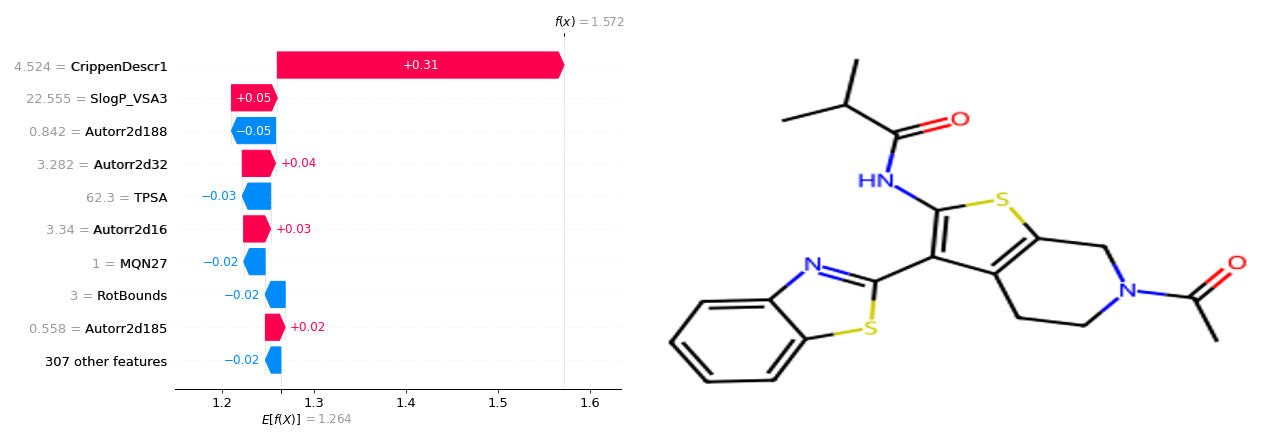 f(x) = 1.572
4.524 = CrippenDescr1
+0.31
22.555 = SlogP_VSA3
+0.05
0.842 = Autorr2d188
−0.05
3.282 = Autorr2d32
+0.04
62.3 = TPSA
−0.03
3.34 = Autorr2d16
+0.03
1 = MQN27
−0.02
3 = RotBounds
−0.02
0.558 = Autorr2d185
+0.02
307 other features
−0.02
1.2 1.3 1.4 1.5 1.6
E[f(X)] = 1.264
O
HN
S
N
S
N
O